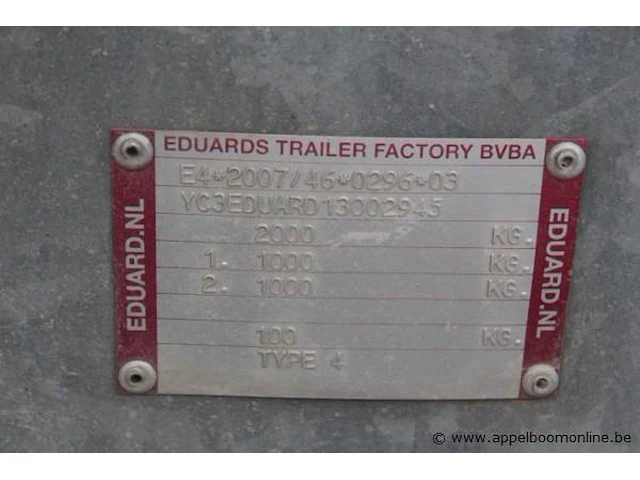 EDUARDS TRAILER FACTORY BVBA
E4*2007/46*0296*03
YC3EDUARD13002945
2000 KG.
1. 1000 KG.
2. 1000 KG.
100 KG.
TYPE 4
EDUARD.NL
EDUARD.NL
© www.appelboomonline.be